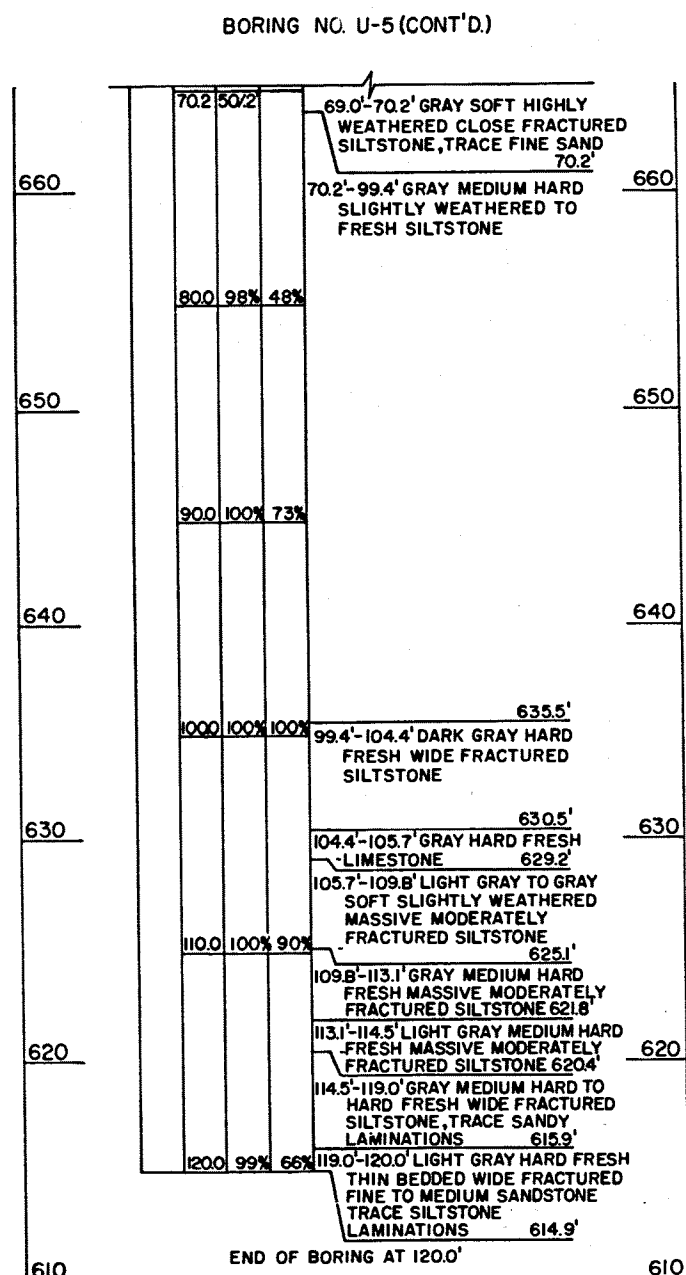 BORING NO. U-5 (CONT'D.)
70.2 50/.2'
69.0'-70.2' GRAY SOFT HIGHLY
WEATHERED CLOSE FRACTURED
SILTSTONE, TRACE FINE SAND
70.2'
660 660
70.2'-99.4' GRAY MEDIUM HARD
SLIGHTLY WEATHERED TO
FRESH SILTSTONE
80.0 98% 48%
650 650
90.0 100% 73%
640 640
635.5'
100.0 100% 100%
99.4'-104.4' DARK GRAY HARD
FRESH WIDE FRACTURED
SILTSTONE
630.5'
630 630
104.4'-105.7' GRAY HARD FRESH
LIMESTONE 629.2'
105.7'-109.8' LIGHT GRAY TO GRAY
SOFT SLIGHTLY WEATHERED
MASSIVE MODERATELY
FRACTURED SILTSTONE
110.0 100% 90%
625.1'
109.8'-113.1' GRAY MEDIUM HARD
FRESH MASSIVE MODERATELY
FRACTURED SILTSTONE 621.8'
113.1'-114.5' LIGHT GRAY MEDIUM HARD
FRESH MASSIVE MODERATELY
FRACTURED SILTSTONE 620.4'
620 620
114.5'-119.0' GRAY MEDIUM HARD TO
HARD FRESH WIDE FRACTURED
SILTSTONE, TRACE SANDY
LAMINATIONS 615.9'
120.0 99% 66%
119.0'-120.0' LIGHT GRAY HARD FRESH
THIN BEDDED WIDE FRACTURED
FINE TO MEDIUM SANDSTONE
TRACE SILTSTONE
LAMINATIONS 614.9'
END OF BORING AT 120.0'
610 610